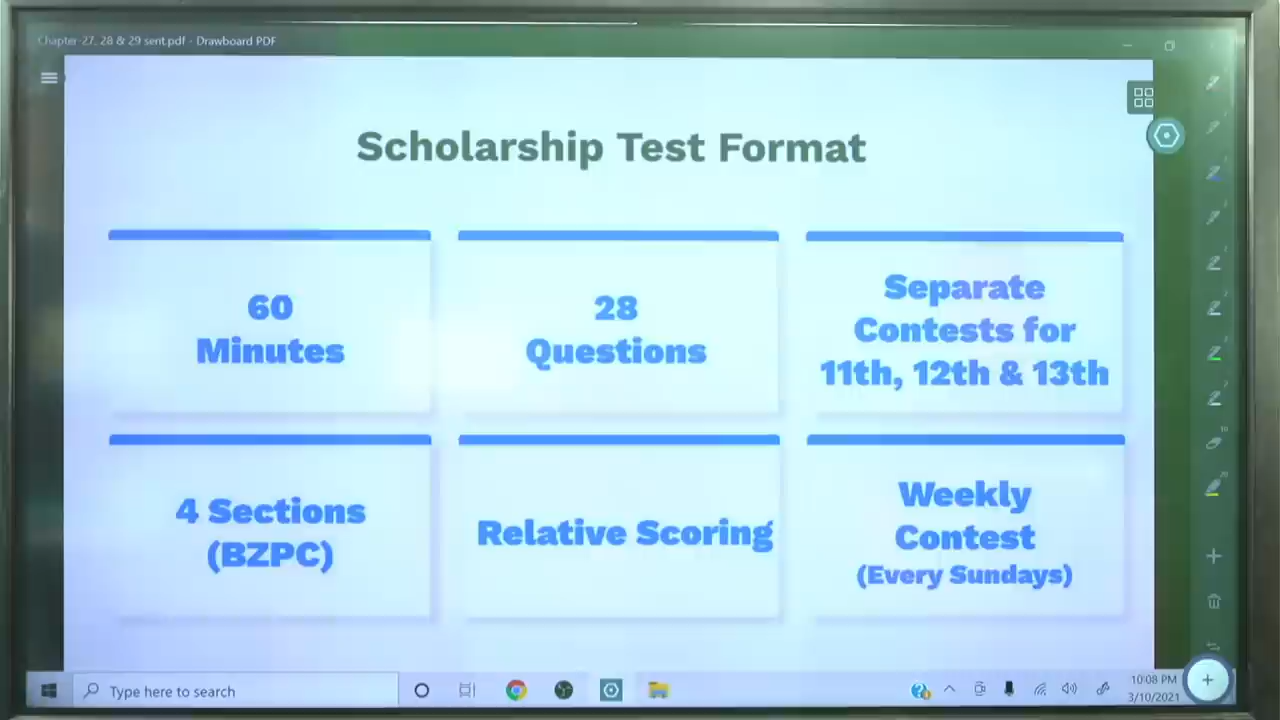 Chapter-27, 28 & 29 sent.pdf - Drawboard PDF
Scholarship Test Format
60
Minutes
28
Questions
Separate
Contests for
11th, 12th & 13th
4 Sections
(BZPC)
Relative Scoring
Weekly
Contest
(Every Sundays)
Type here to search
10:08 PM
3/10/2021